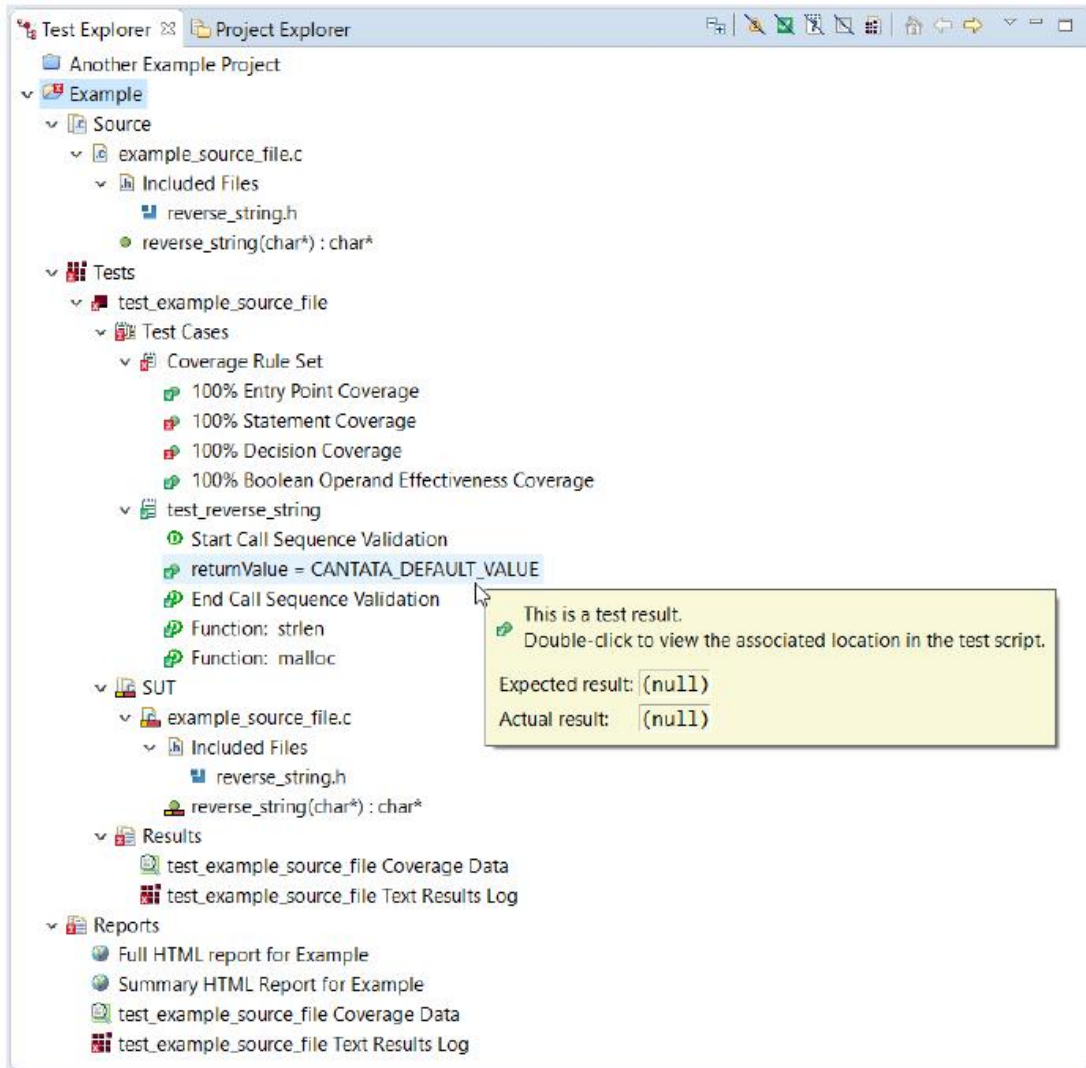 Test Explorer Project Explorer
Another Example Project
Example
Source
example_source_file.c
Included Files
reverse_string.h
reverse_string(char*) : char*
Tests
test_example_source_file
Test Cases
Coverage Rule Set
100% Entry Point Coverage
100% Statement Coverage
100% Decision Coverage
100% Boolean Operand Effectiveness Coverage
test_reverse_string
Start Call Sequence Validation
returnValue = CANTATA_DEFAULT_VALUE
End Call Sequence Validation
Function: strlen
Function: malloc
This is a test result.
Double-click to view the associated location in the test script.
Expected result: (null)
Actual result: (null)
SUT
example_source_file.c
Included Files
reverse_string.h
reverse_string(char*) : char*
Results
test_example_source_file Coverage Data
test_example_source_file Text Results Log
Reports
Full HTML report for Example
Summary HTML Report for Example
test_example_source_file Coverage Data
test_example_source_file Text Results Log